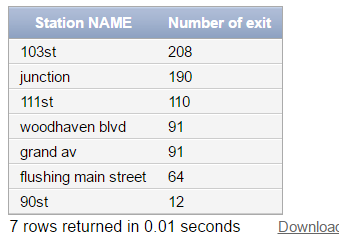 Station NAME Number of exit
103st 208
junction 190
111st 110
woodhaven blvd 91
grand av 91
flushing main street 64
90st 12
7 rows returned in 0.01 seconds Download